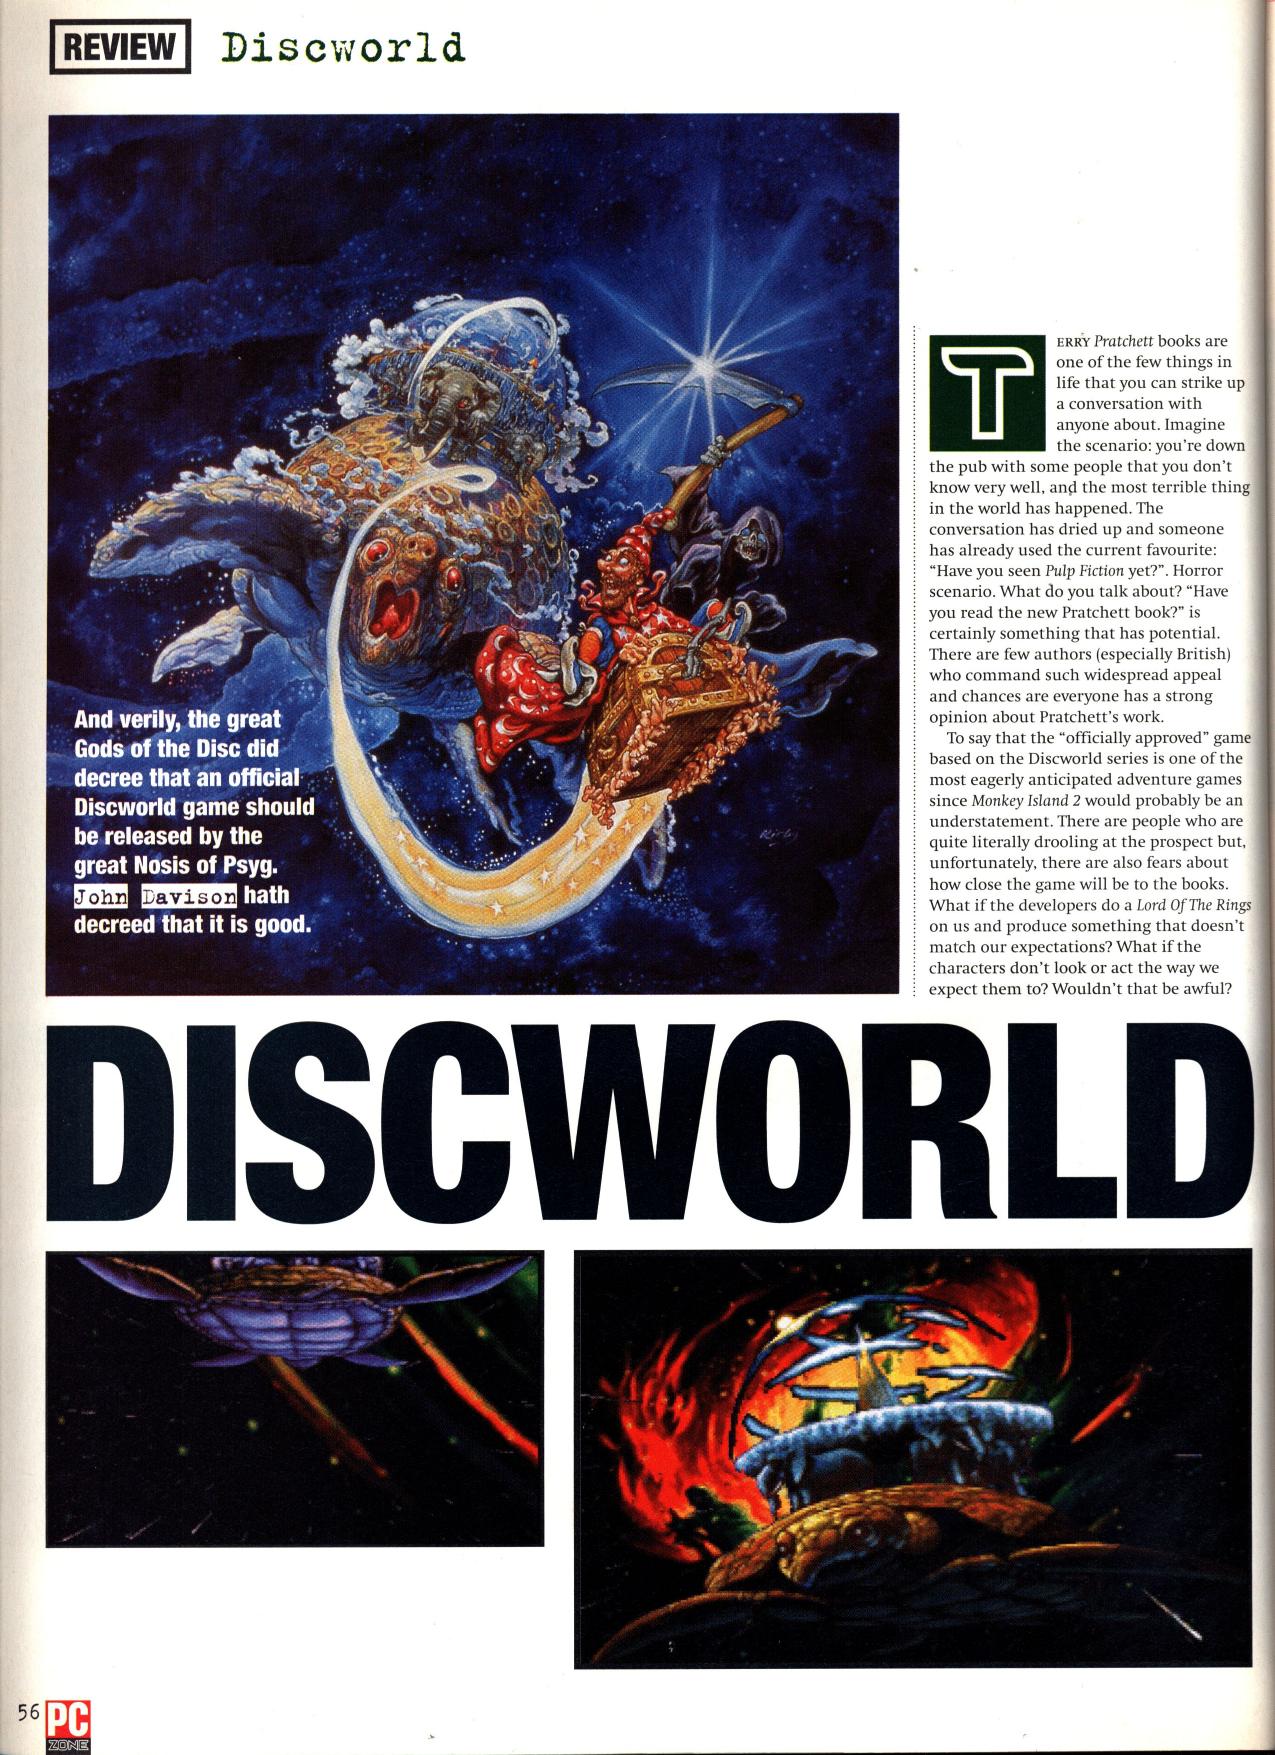 REVIEW Discworld
And verily, the great
Gods of the Disc did
decree that an official
Discworld game should
be released by the
great Nosis of Psyg.
John Davison hath
decreed that it is good.
Kirby
TERRY Pratchett books are
one of the few things in
life that you can strike up
a conversation with
anyone about. Imagine
the scenario: you're down
the pub with some people that you don't
know very well, and the most terrible thing
in the world has happened. The
conversation has dried up and someone
has already used the current favourite:
“Have you seen Pulp Fiction yet?”. Horror
scenario. What do you talk about? “Have
you read the new Pratchett book?” is
certainly something that has potential.
There are few authors (especially British)
who command such widespread appeal
and chances are everyone has a strong
opinion about Pratchett's work.
To say that the “officially approved” game
based on the Discworld series is one of the
most eagerly anticipated adventure games
since Monkey Island 2 would probably be an
understatement. There are people who are
quite literally drooling at the prospect but,
unfortunately, there are also fears about
how close the game will be to the books.
What if the developers do a Lord Of The Rings
on us and produce something that doesn't
match our expectations? What if the
characters don't look or act the way we
expect them to? Wouldn't that be awful?
DISCWORLD
56 PC
ZONE